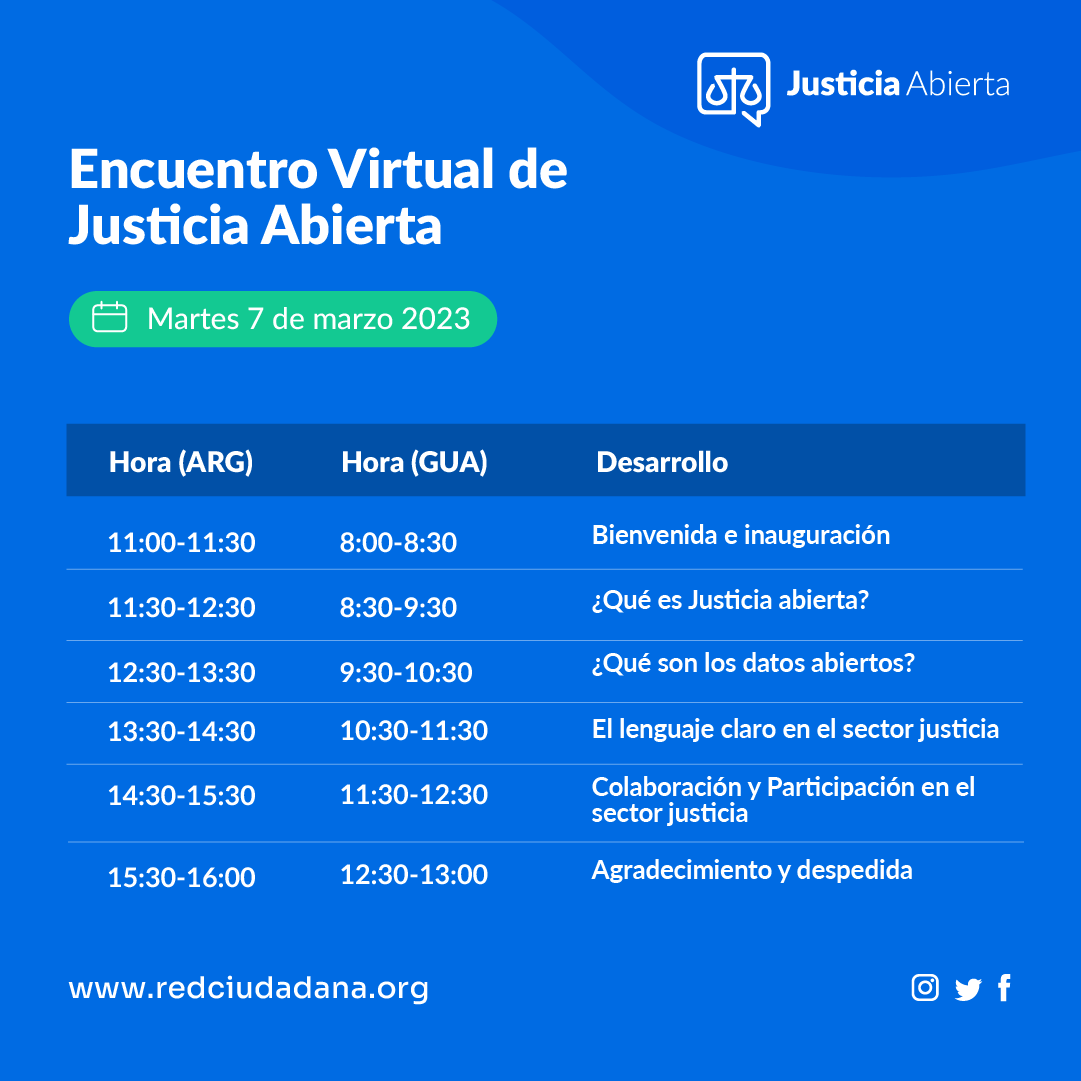 Justicia Abierta
Encuentro Virtual de
Justicia Abierta
Martes 7 de marzo 2023
Hora (ARG) Hora (GUA) Desarrollo
11:00-11:30 8:00-8:30 Bienvenida e inauguración
11:30-12:30 8:30-9:30 ¿Qué es Justicia abierta?
12:30-13:30 9:30-10:30 ¿Qué son los datos abiertos?
13:30-14:30 10:30-11:30 El lenguaje claro en el sector justicia
14:30-15:30 11:30-12:30 Colaboración y Participación en el
sector justicia
15:30-16:00 12:30-13:00 Agradecimiento y despedida
www.redciudadana.org